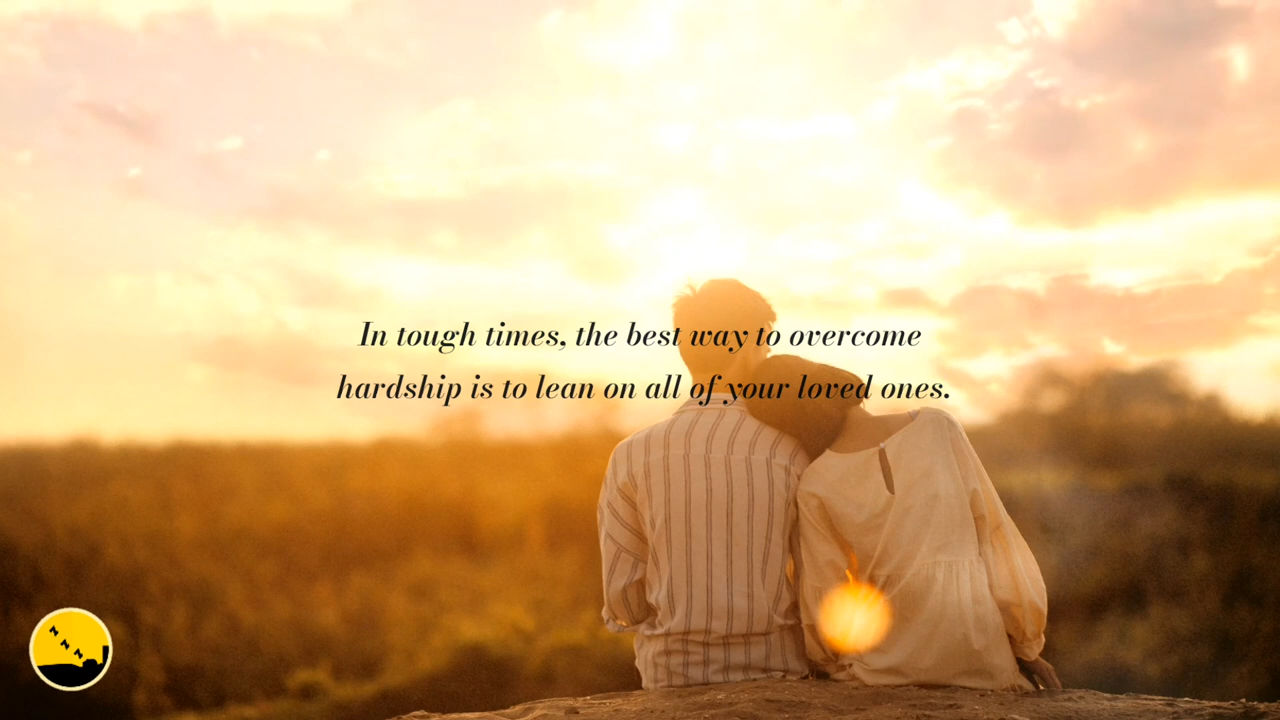 In tough times, the best way to overcome
hardship is to lean on all of your loved ones.
z
z
z